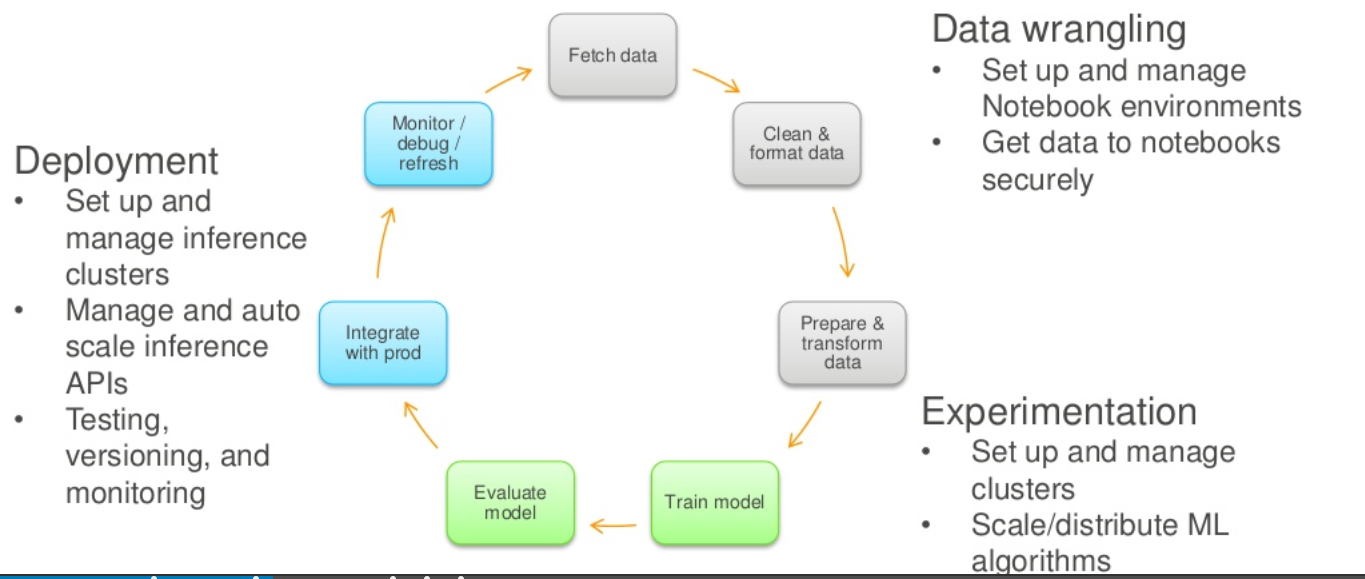 Fetch data
Clean &
format data
Prepare &
transform
data
Train model
Evaluate
model
Integrate
with prod
Monitor /
debug /
refresh
Data wrangling
• Set up and manage
Notebook environments
• Get data to notebooks
securely
Experimentation
• Set up and manage
clusters
• Scale/distribute ML
algorithms
Deployment
• Set up and
manage inference
clusters
• Manage and auto
scale inference
APIs
• Testing,
versioning, and
monitoring